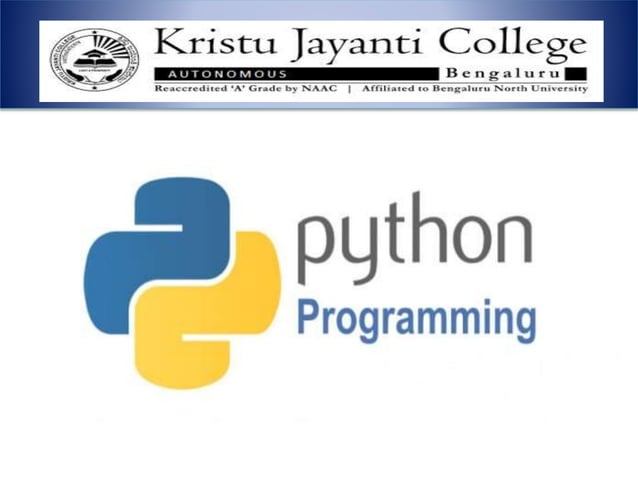 Kristu Jayanti College
AUTONOMOUS Bengaluru
Reaccredited 'A' Grade by NAAC | Affiliated to Bengaluru North University
python
Programming